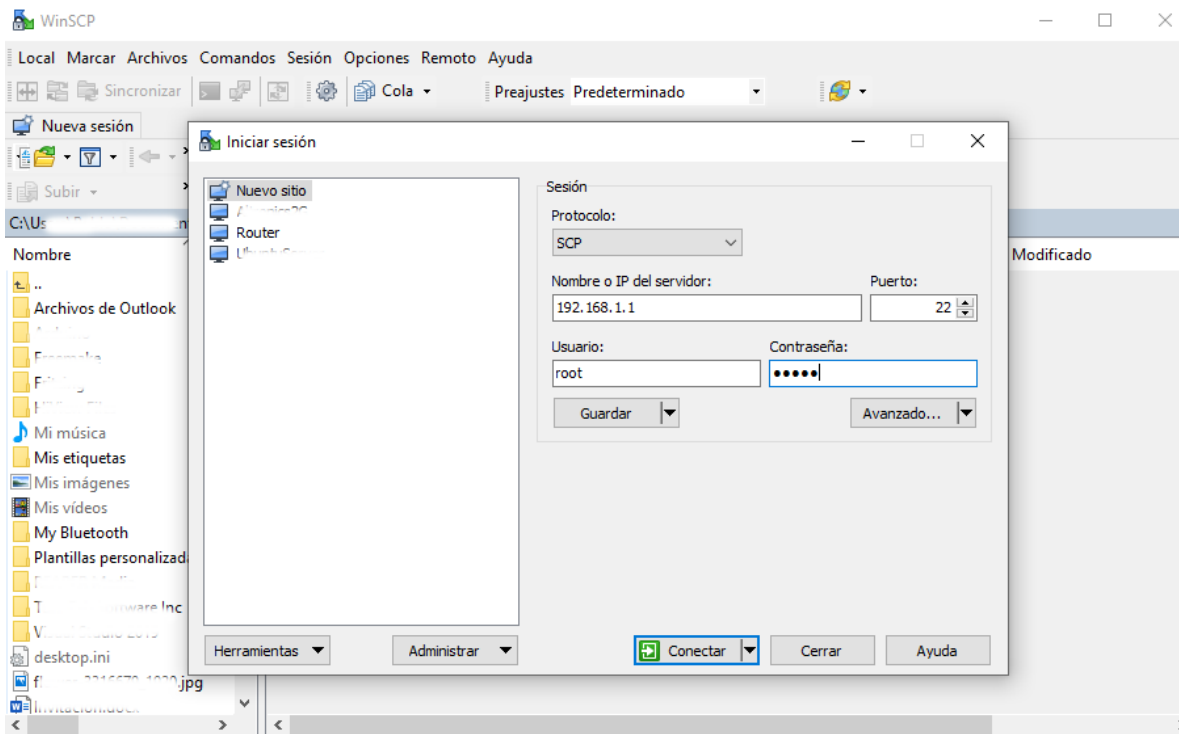 WinSCP
Local Marcar Archivos Comandos Sesión Opciones Remoto Ayuda
Sincronizar Cola Preajustes Predeterminado
Nueva sesión
Subir
C:\Us
Nombre
Modificado
..
Archivos de Outlook
Mi música
Mis etiquetas
Mis imágenes
Mis vídeos
My Bluetooth
Plantillas personalizad
Inc
desktop.ini
.jpg
Iniciar sesión
Nuevo sitio
Router
Sesión
Protocolo:
SCP
Nombre o IP del servidor: Puerto:
192.168.1.1 22
Usuario: Contraseña:
root •••••
Guardar Avanzado...
Herramientas Administrar Conectar Cerrar Ayuda